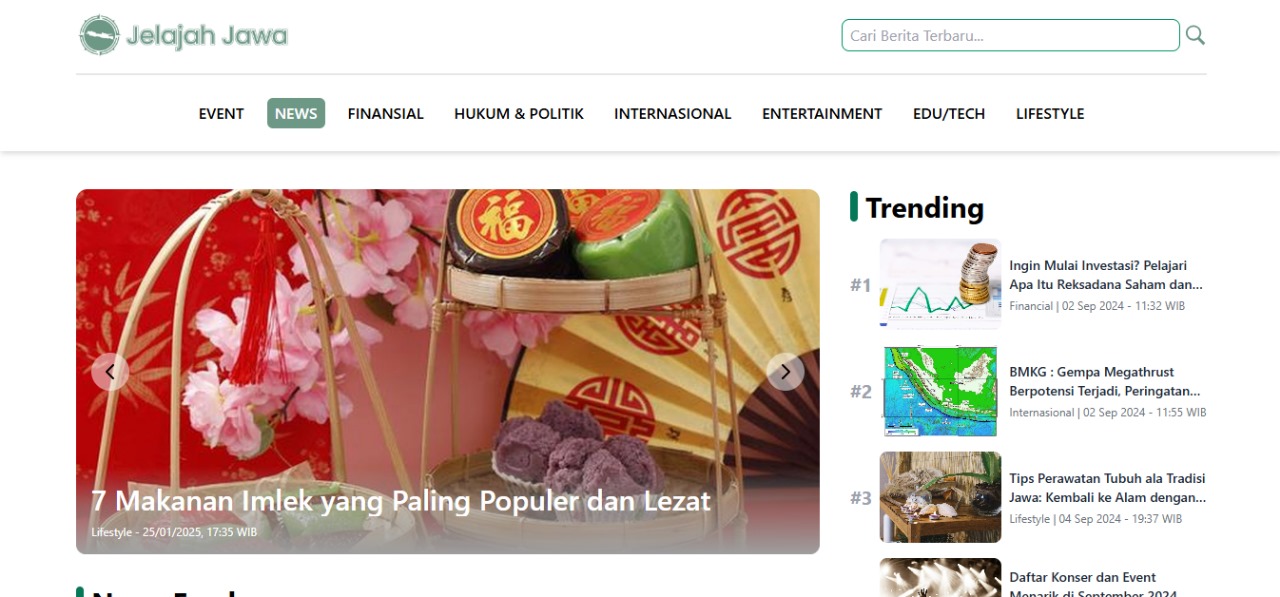 Jelajah Jawa
Cari Berita Terbaru...
EVENT NEWS FINANSIAL HUKUM & POLITIK INTERNASIONAL ENTERTAINMENT EDU/TECH LIFESTYLE
福
7 Makanan Imlek yang Paling Populer dan Lezat
Lifestyle - 25/01/2025, 17:35 WIB
Trending
#1
Ingin Mulai Investasi? Pelajari
Apa Itu Reksadana Saham dan...
Financial | 02 Sep 2024 - 11:32 WIB
#2
BMKG : Gempa Megathrust
Berpotensi Terjadi, Peringatan...
Internasional | 02 Sep 2024 - 11:55 WIB
#3
Tips Perawatan Tubuh ala Tradisi
Jawa: Kembali ke Alam dengan...
Lifestyle | 04 Sep 2024 - 19:37 WIB
Daftar Konser dan Event
Menarik di September 2024